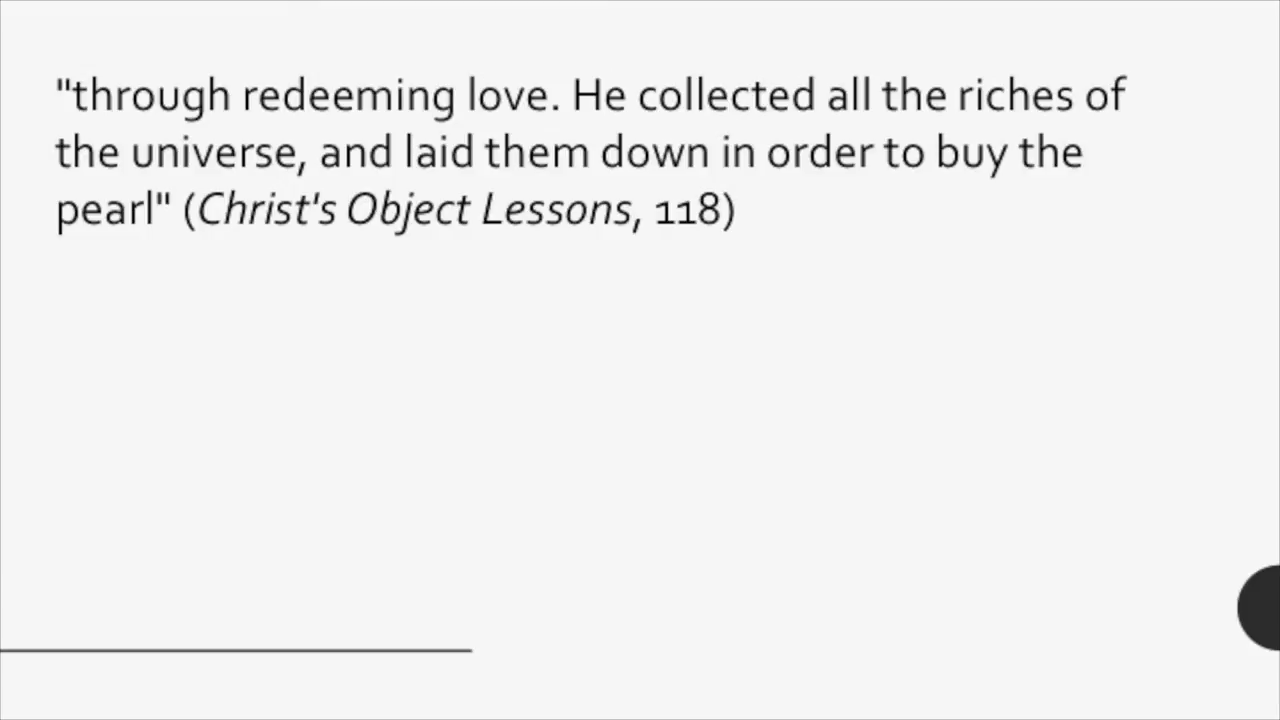 "through redeeming love. He collected all the riches of
the universe, and laid them down in order to buy the
pearl" (Christ's Object Lessons, 118)